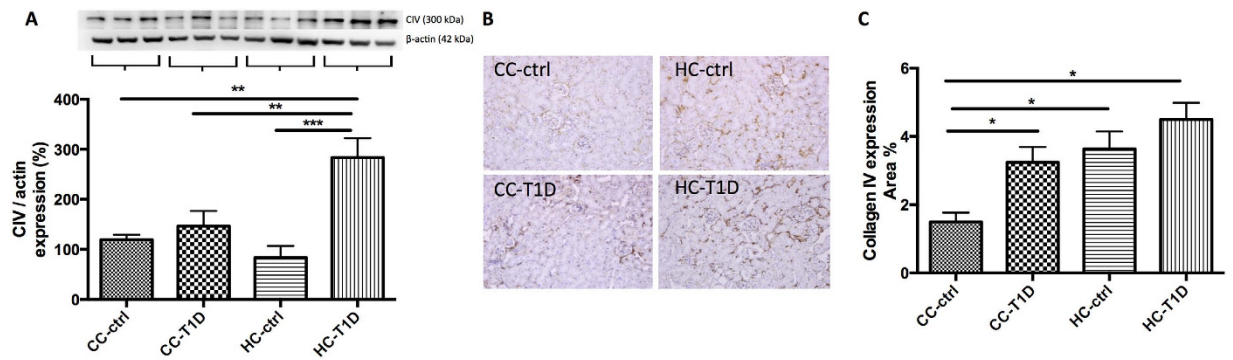 A
CIV (300 kDa)
β-actin (42 kDa)
**
**
***
400
300
200
100
0
CIV / actin
expression (%)
CC-ctrl
CC-T1D
HC-ctrl
HC-T1D
B
CC-ctrl
HC-ctrl
CC-T1D
HC-T1D
C
*
*
*
6
4
2
0
Collagen IV expression
Area %
CC-ctrl
CC-T1D
HC-ctrl
HC-T1D